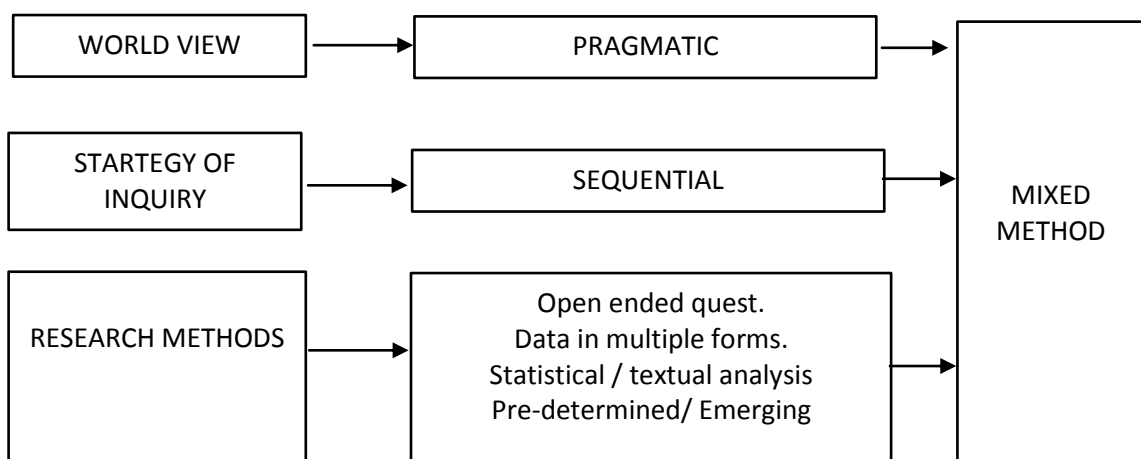 WORLD VIEW
PRAGMATIC
STARTEGY OF
INQUIRY
SEQUENTIAL
RESEARCH METHODS
Open ended quest.
Data in multiple forms.
Statistical / textual analysis
Pre-determined/ Emerging
MIXED
METHOD